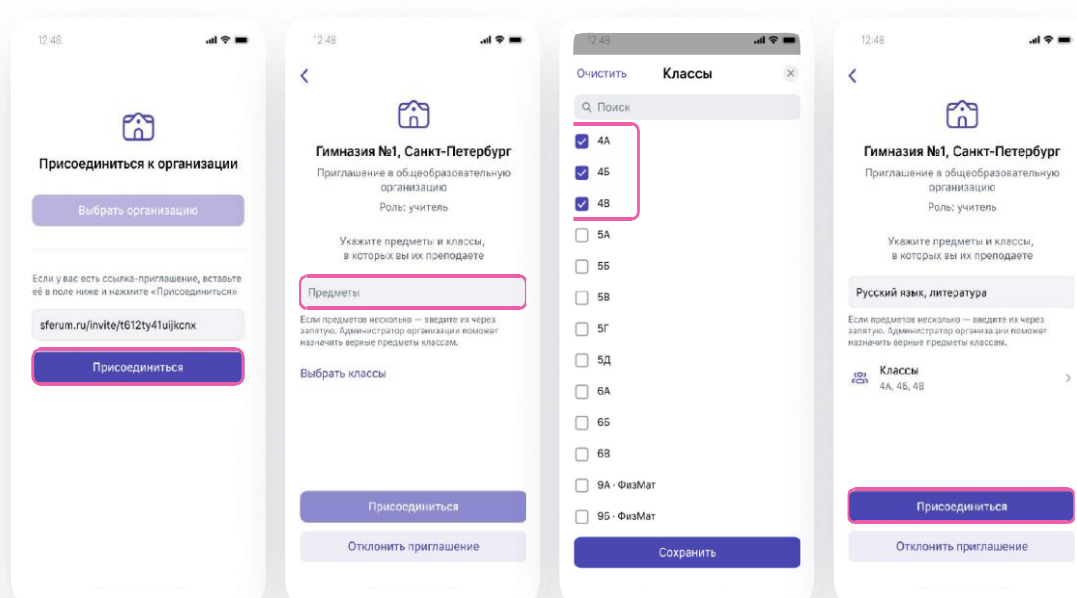 12:48
Присоединиться к организации
Выбрать организацию
Если у вас есть ссылка-приглашение, вставьте
её в поле ниже и нажмите «Присоединиться»
sferum.ru/invite/t612ty41uijkcnx
Присоединиться
12:48
Гимназия №1, Санкт-Петербург
Приглашение в общеобразовательную
организацию
Роль: учитель
Укажите предметы и классы,
в которых вы их преподаете
Предметы
Если предметов несколько — введите их через
запятую. Администратор организации поможет
назначить верные предметы классам.
Выбрать классы
Присоединиться
Отклонить приглашение
12:48
Очистить Классы
Поиск
4А
4Б
4В
5А
5Б
5В
5Г
5Д
6А
6Б
6В
9А · ФизМат
9Б · ФизМат
Сохранить
12:48
Гимназия №1, Санкт-Петербург
Приглашение в общеобразовательную
организацию
Роль: учитель
Укажите предметы и классы,
в которых вы их преподаете
Русский язык, литература
Если предметов несколько — введите их через
запятую. Администратор организации поможет
назначить верные предметы классам.
Классы
4А, 4Б, 4В
Присоединиться
Отклонить приглашение